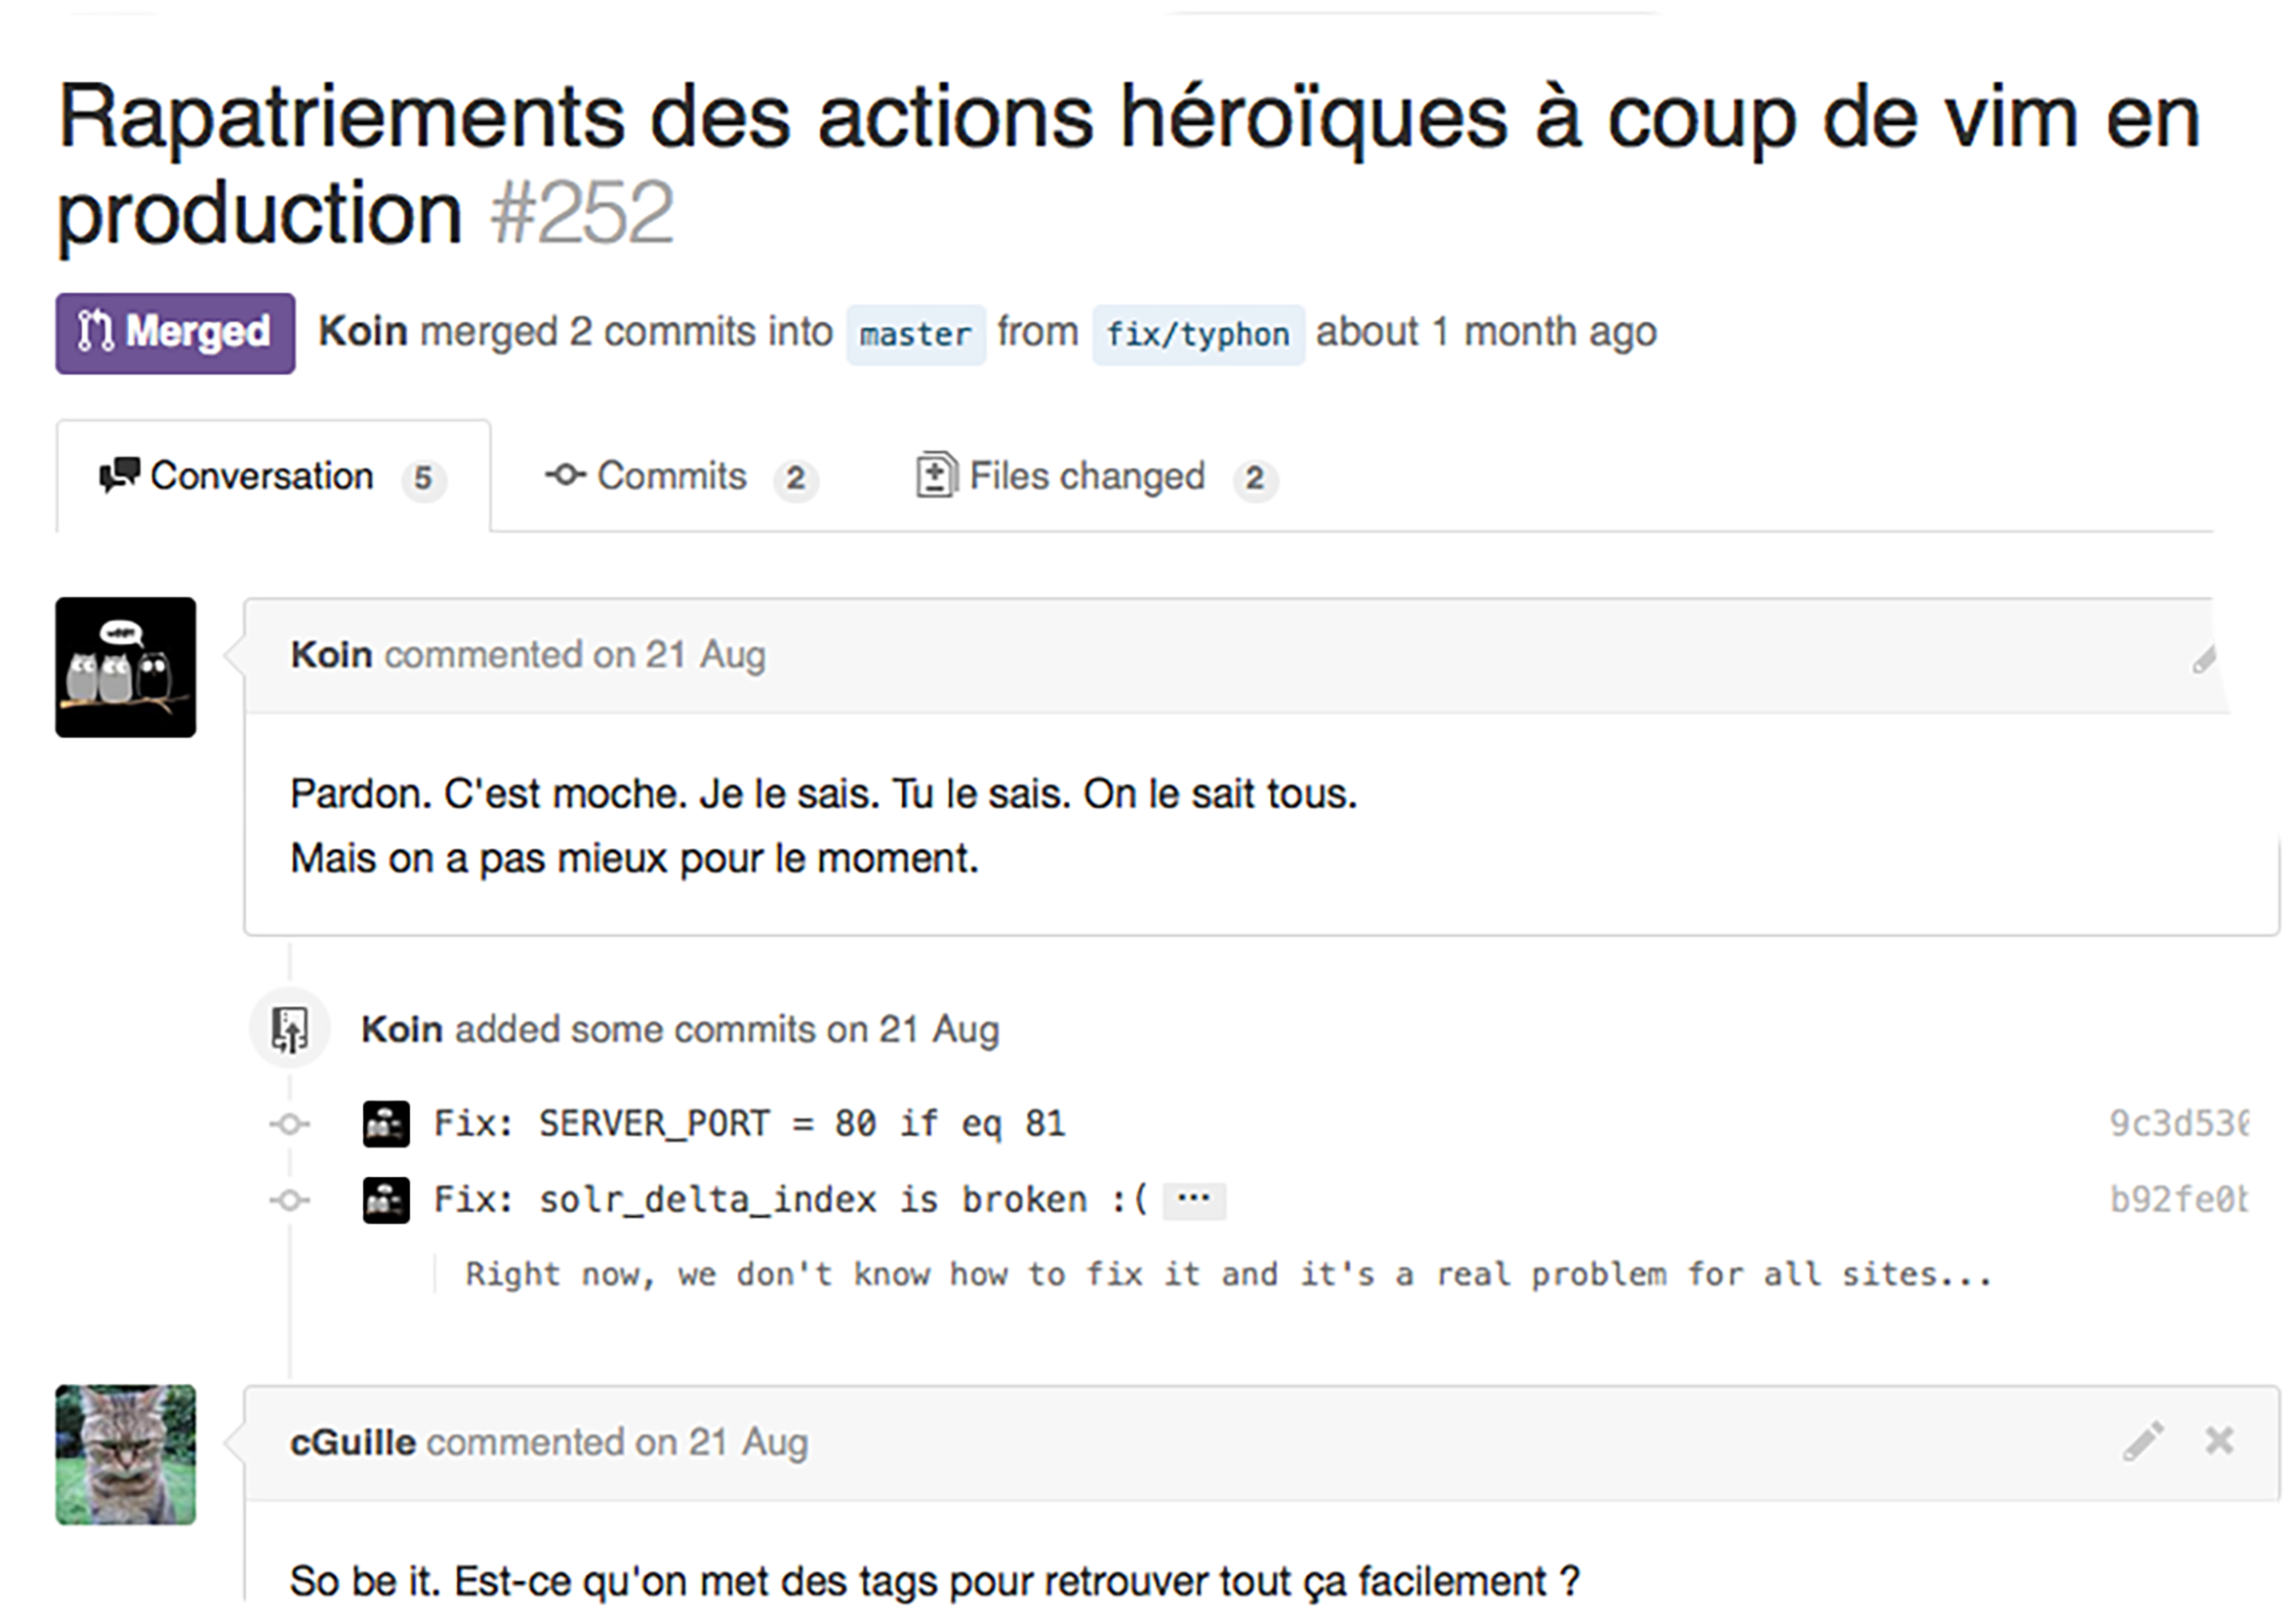 Rapatriements des actions héroïques à coup de vim en
production #252
Merged Koin merged 2 commits into master from fix/typhon about 1 month ago
Conversation 5 Commits 2 Files changed 2
Koin commented on 21 Aug
Pardon. C'est moche. Je le sais. Tu le sais. On le sait tous.
Mais on a pas mieux pour le moment.
Koin added some commits on 21 Aug
Fix: SERVER_PORT = 80 if eq 81 9c3d530
Fix: solr_delta_index is broken :( ... b92fe0b
Right now, we don't know how to fix it and it's a real problem for all sites...
cGuille commented on 21 Aug
So be it. Est-ce qu'on met des tags pour retrouver tout ça facilement ?